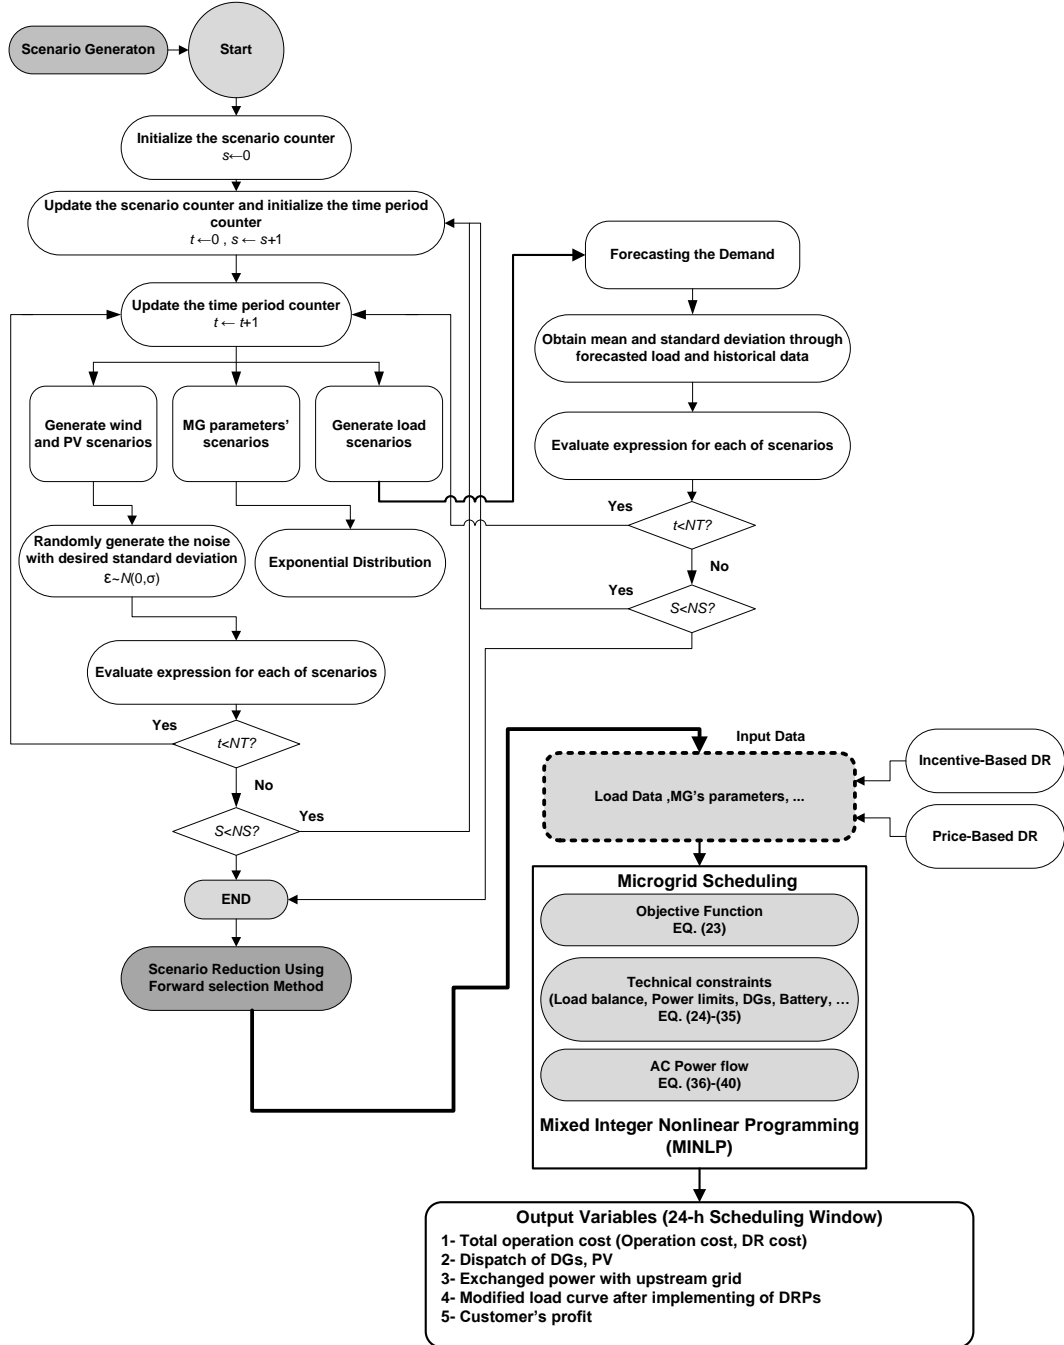 Scenario Generaton
Start
Initialize the scenario counter
s←0
Update the scenario counter and initialize the time period
counter
t ←0 , s ← s+1
Update the time period counter
t ← t+1
Generate wind
and PV scenarios
MG parameters'
scenarios
Generate load
scenarios
Randomly generate the noise
with desired standard deviation
ε~N(0,σ)
Exponential Distribution
Evaluate expression for each of scenarios
Yes
t<NT?
No
Yes
S<NS?
END
Scenario Reduction Using
Forward selection Method
Forecasting the Demand
Obtain mean and standard deviation through
forecasted load and historical data
Evaluate expression for each of scenarios
Yes
t<NT?
No
Yes
S<NS?
Input Data
Load Data ,MG's parameters, ...
Incentive-Based DR
Price-Based DR
Microgrid Scheduling
Objective Function
EQ. (23)
Technical constraints
(Load balance, Power limits, DGs, Battery, …
EQ. (24)-(35)
AC Power flow
EQ. (36)-(40)
Mixed Integer Nonlinear Programming
(MINLP)
Output Variables (24-h Scheduling Window)
1- Total operation cost (Operation cost, DR cost)
2- Dispatch of DGs, PV
3- Exchanged power with upstream grid
4- Modified load curve after implementing of DRPs
5- Customer's profit